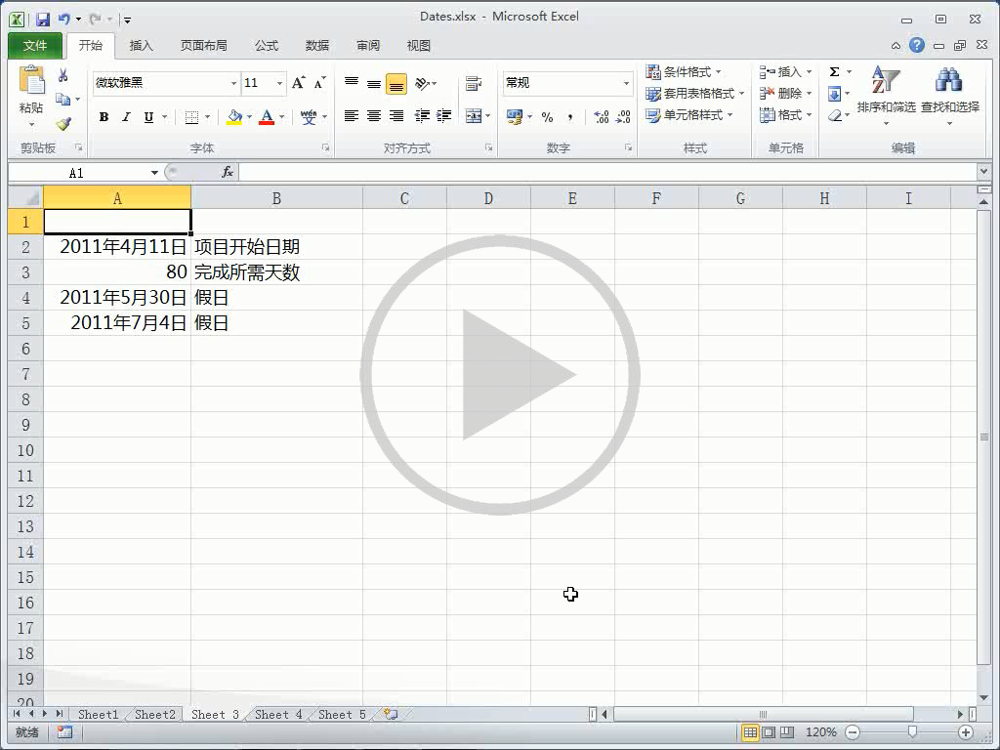 Dates.xlsx - Microsoft Excel
文件 开始 插入 页面布局 公式 数据 审阅 视图
粘贴
微软雅黑 11
B I U wén 文
常规
%
条件格式
套用表格格式
单元格样式
插入
删除
格式
Σ
排序和筛选 查找和选择
剪贴板 字体 对齐方式 数字 样式 单元格 编辑
A1 fx
A B C D E F G H I
1
2 2011年4月11日 项目开始日期
3 80 完成所需天数
4 2011年5月30日 假日
5 2011年7月4日 假日
6
7
8
9
10
11
12
13
14
15
16
17
18
19
20
Sheet1 Sheet2 Sheet 3 Sheet 4 Sheet 5
就绪 120%